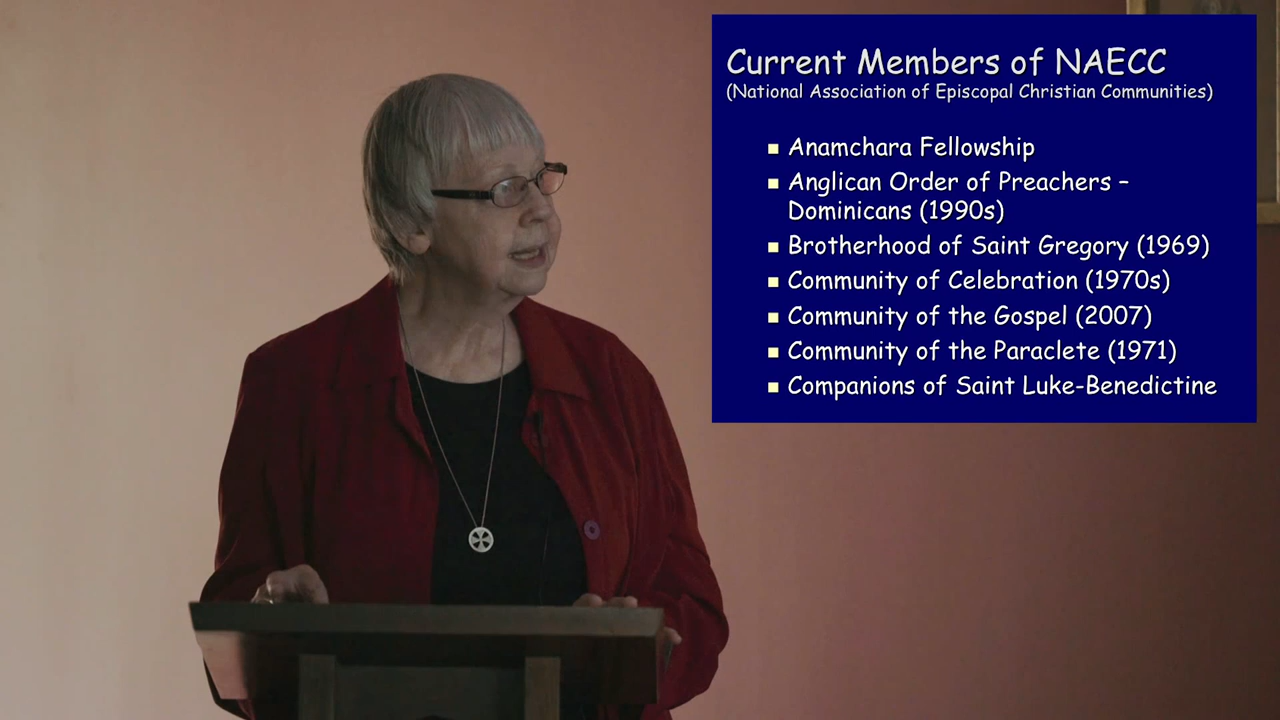 Current Members of NAECC
(National Association of Episcopal Christian Communities)
Anamchara Fellowship
Anglican Order of Preachers –
Dominicans (1990s)
Brotherhood of Saint Gregory (1969)
Community of Celebration (1970s)
Community of the Gospel (2007)
Community of the Paraclete (1971)
Companions of Saint Luke-Benedictine